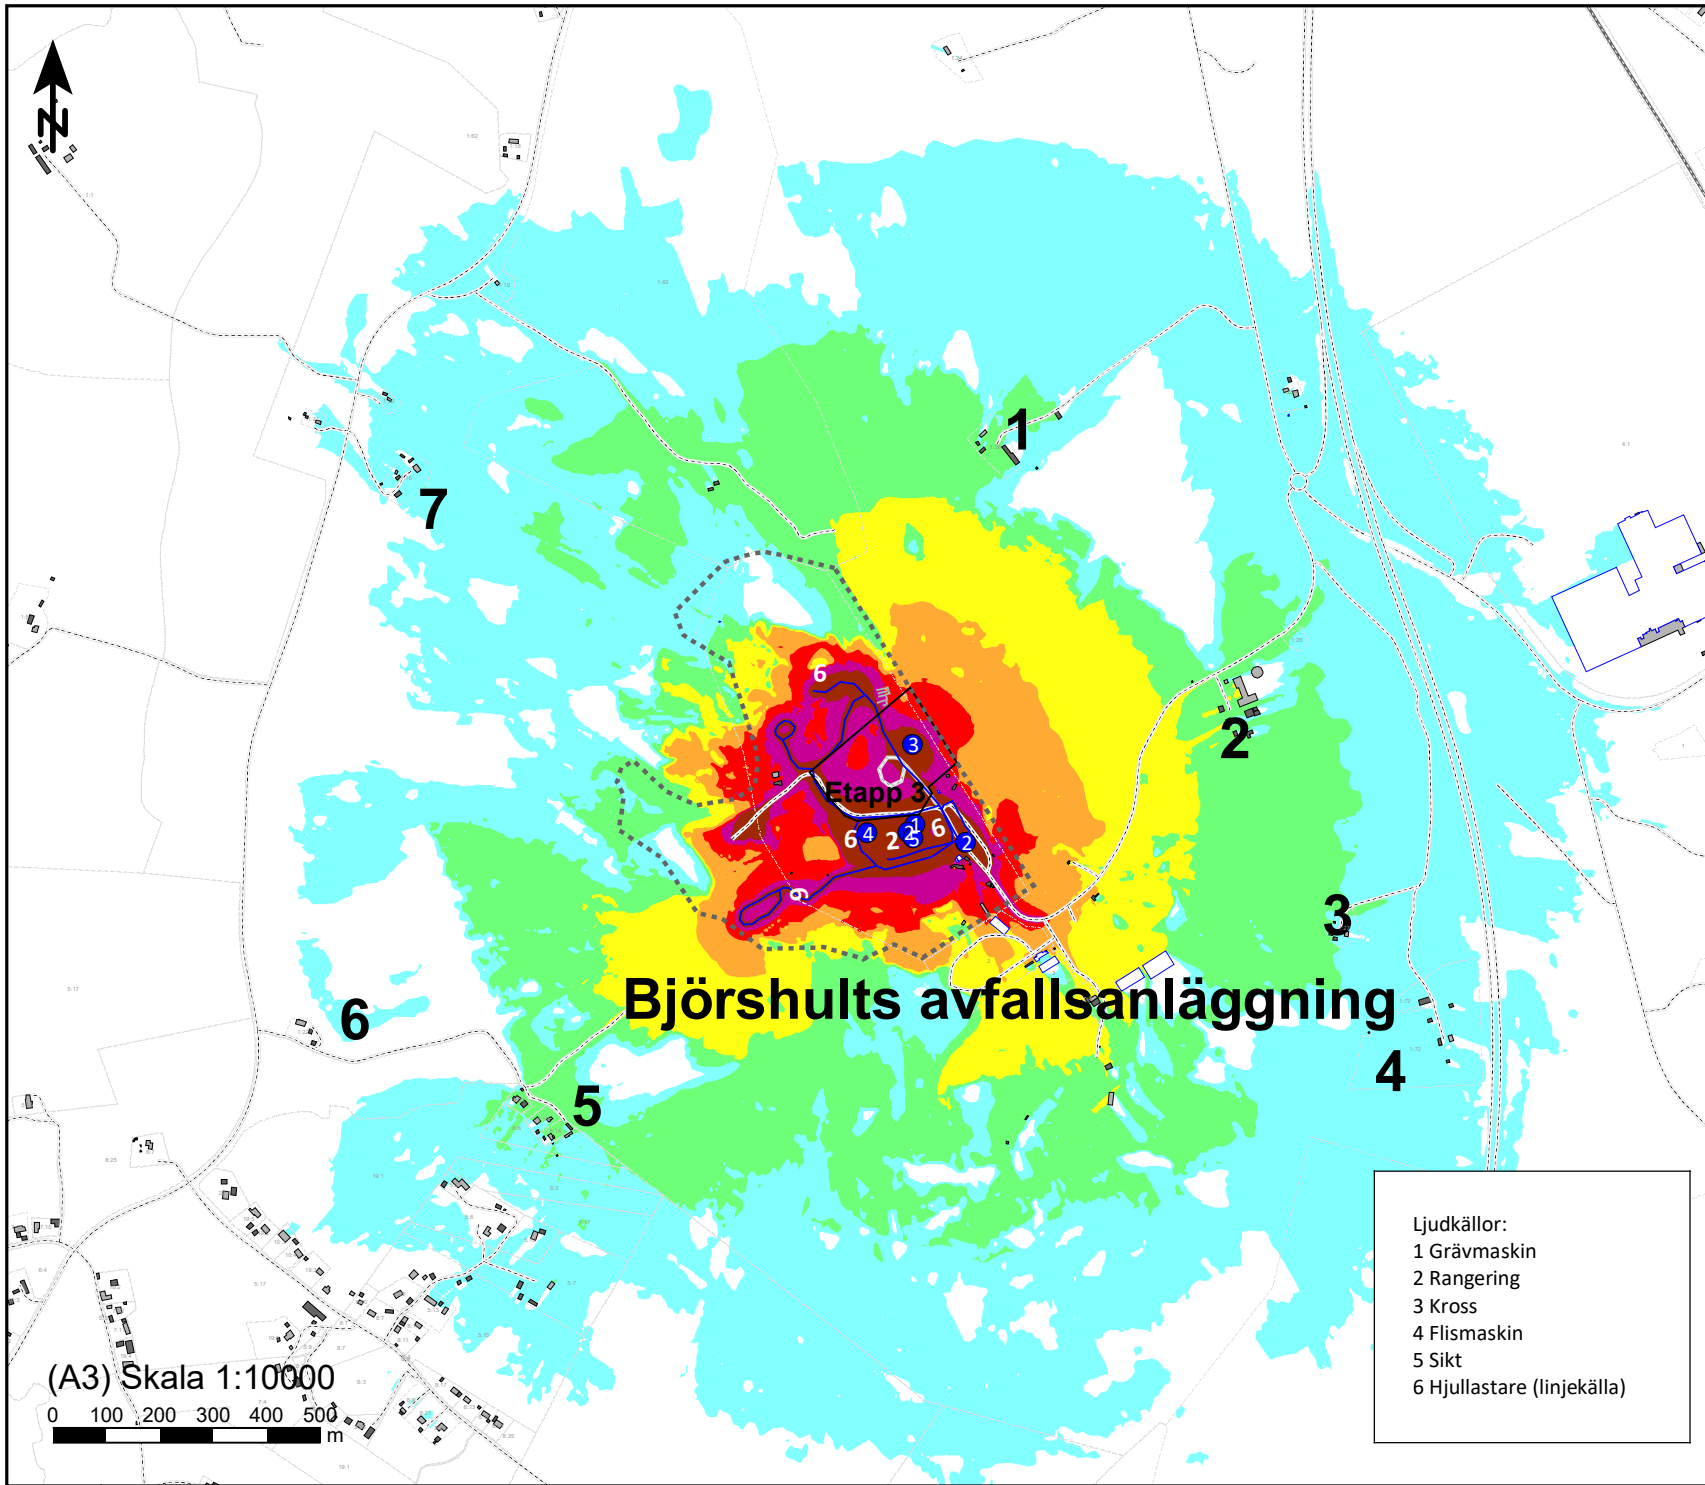 N
1
7
6
3
2
Etapp 3
6
4
2
1
5
2
6
2
6
3
Bjӧrshults avfallsanläggning
6
4
5
Ljudkällor:
1 Grävmaskin
2 Rangering
3 Kross
4 Flismaskin
5 Sikt
6 Hjullastare (linjekälla)
(A3) Skala 1:10000
0 100 200 300 400 500
m